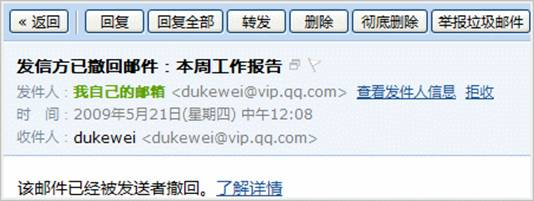 « 返回 回复 回复全部 转发 删除 彻底删除 举报垃圾邮件
发信方已撤回邮件：本周工作报告
发件人：我自己的邮箱 <dukewei@vip.qq.com> 查看发件人信息 拒收
时　间：2009年5月21日(星期四) 中午12:08
收件人：dukewei <dukewei@vip.qq.com>
该邮件已经被发送者撤回。了解详情